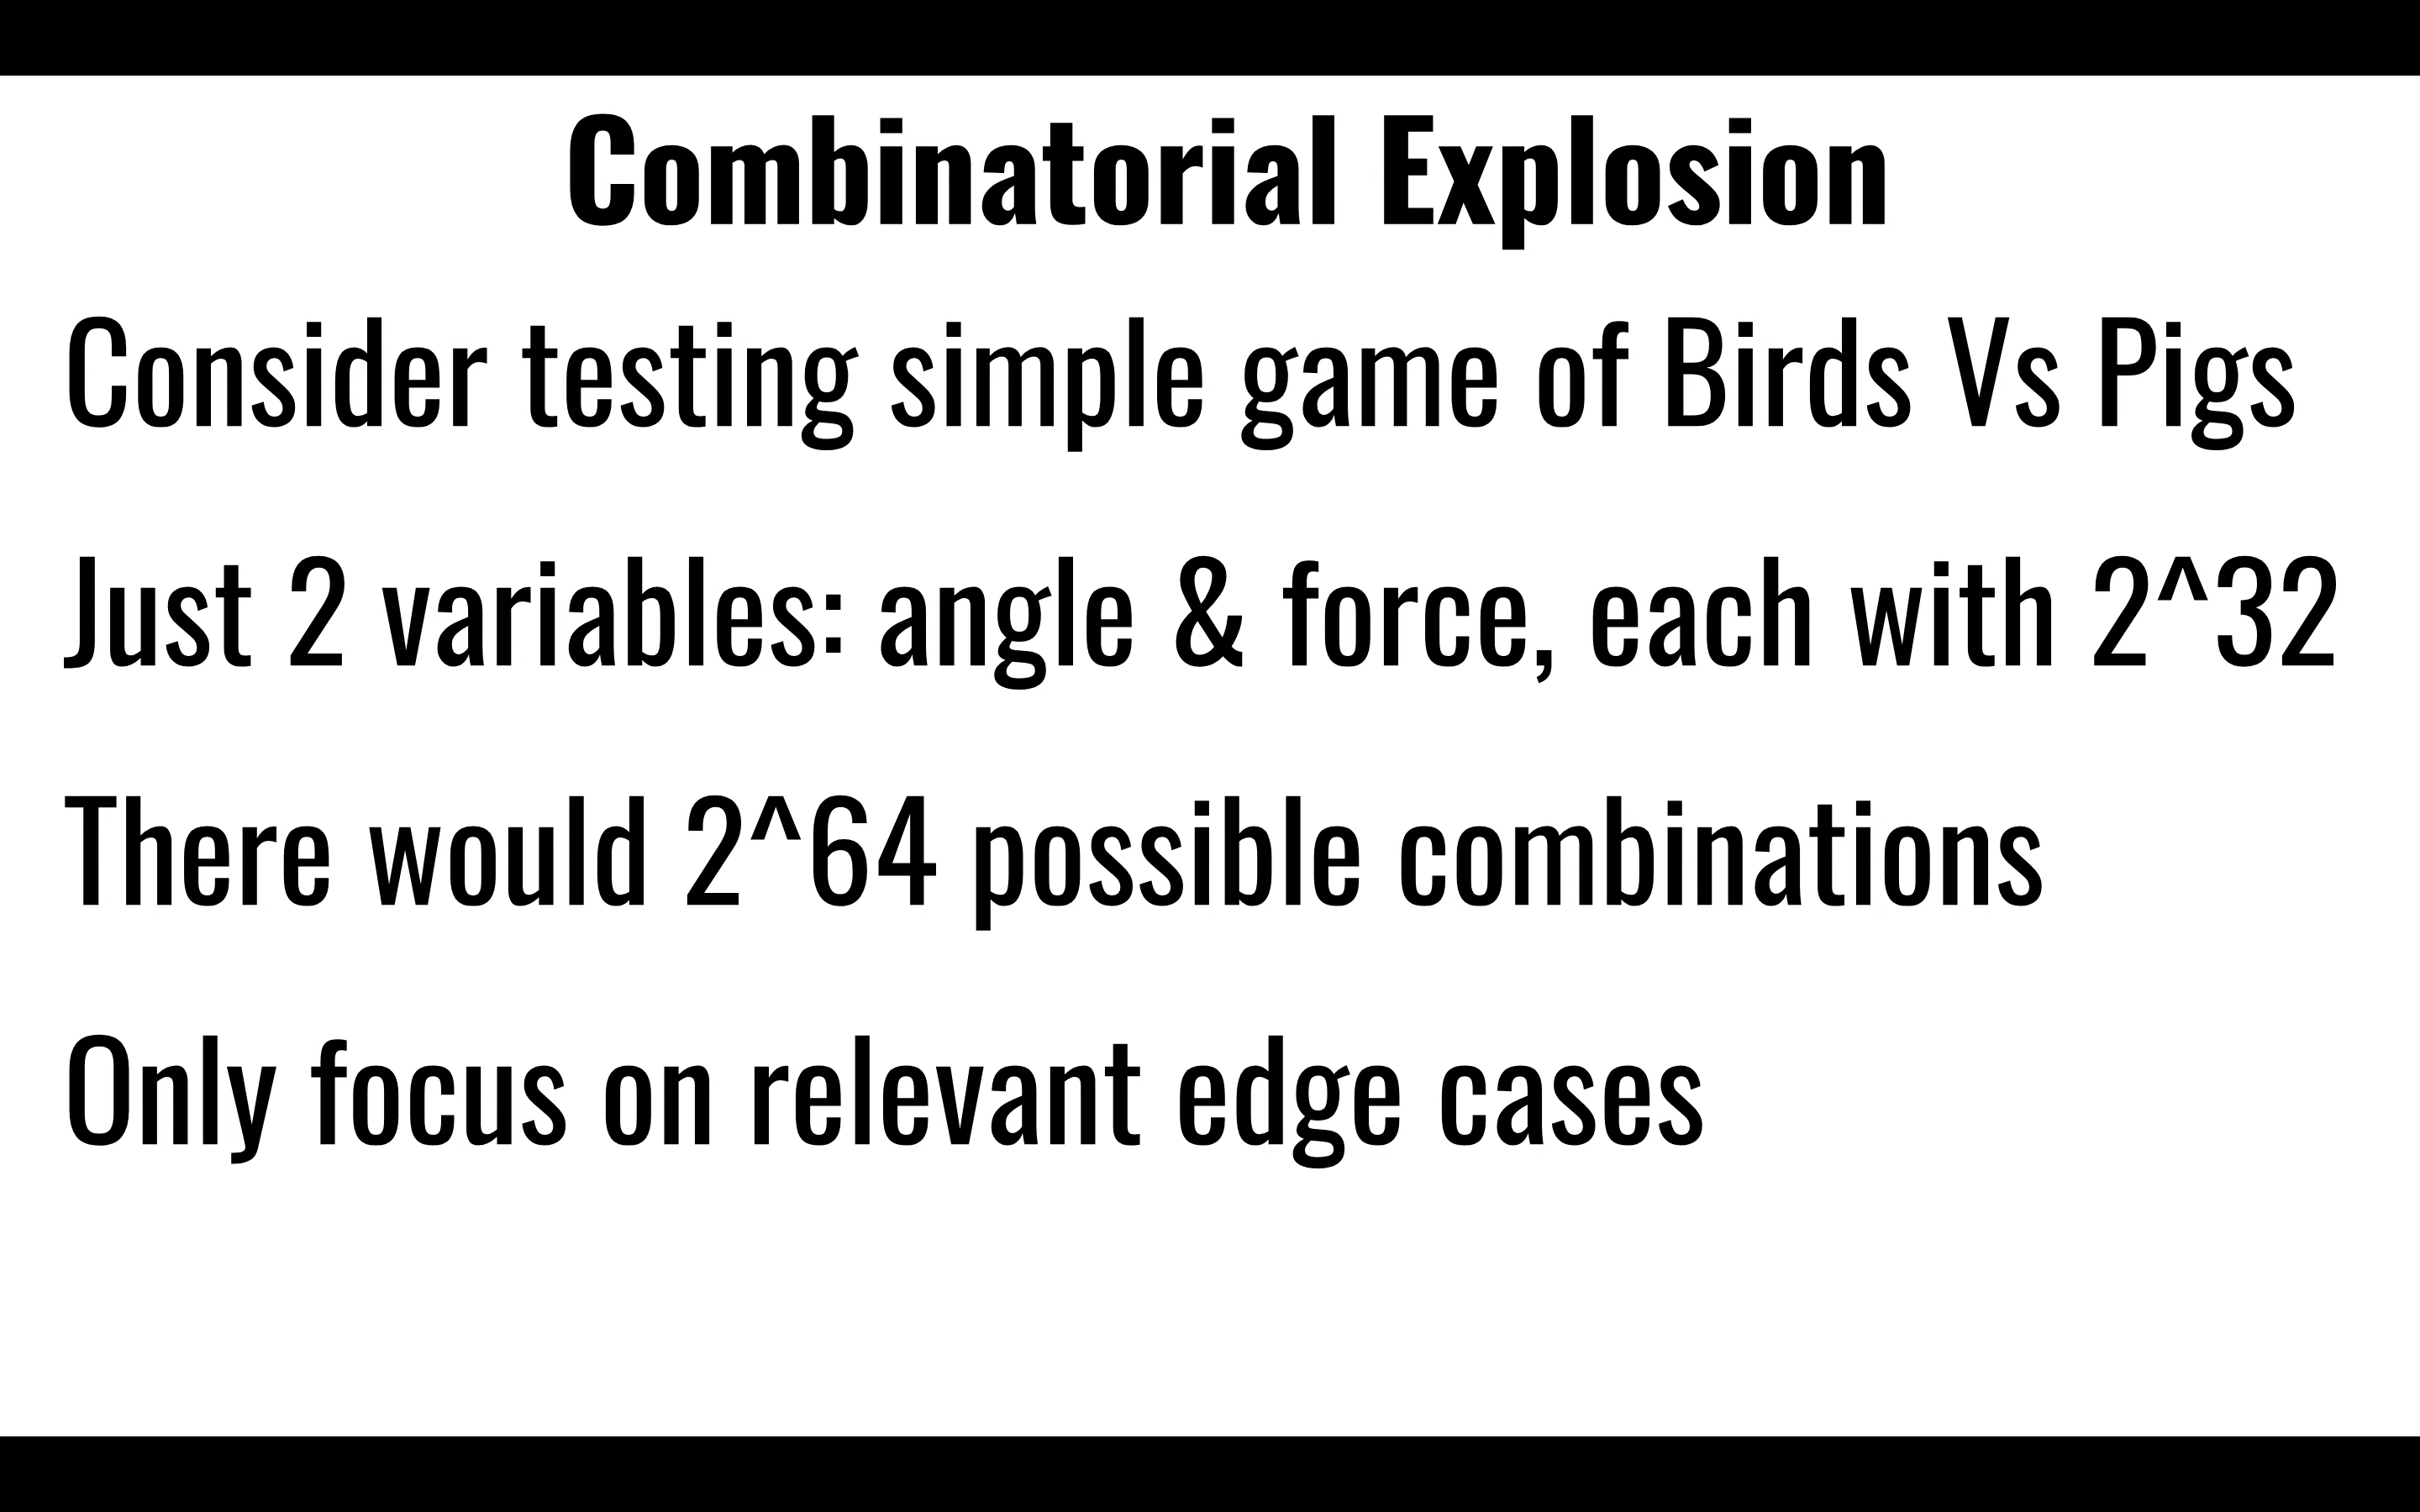 Combinatorial Explosion
Consider testing simple game of Birds Vs Pigs
Just 2 variables: angle & force, each with 2^32
There would 2^64 possible combinations
Only focus on relevant edge cases